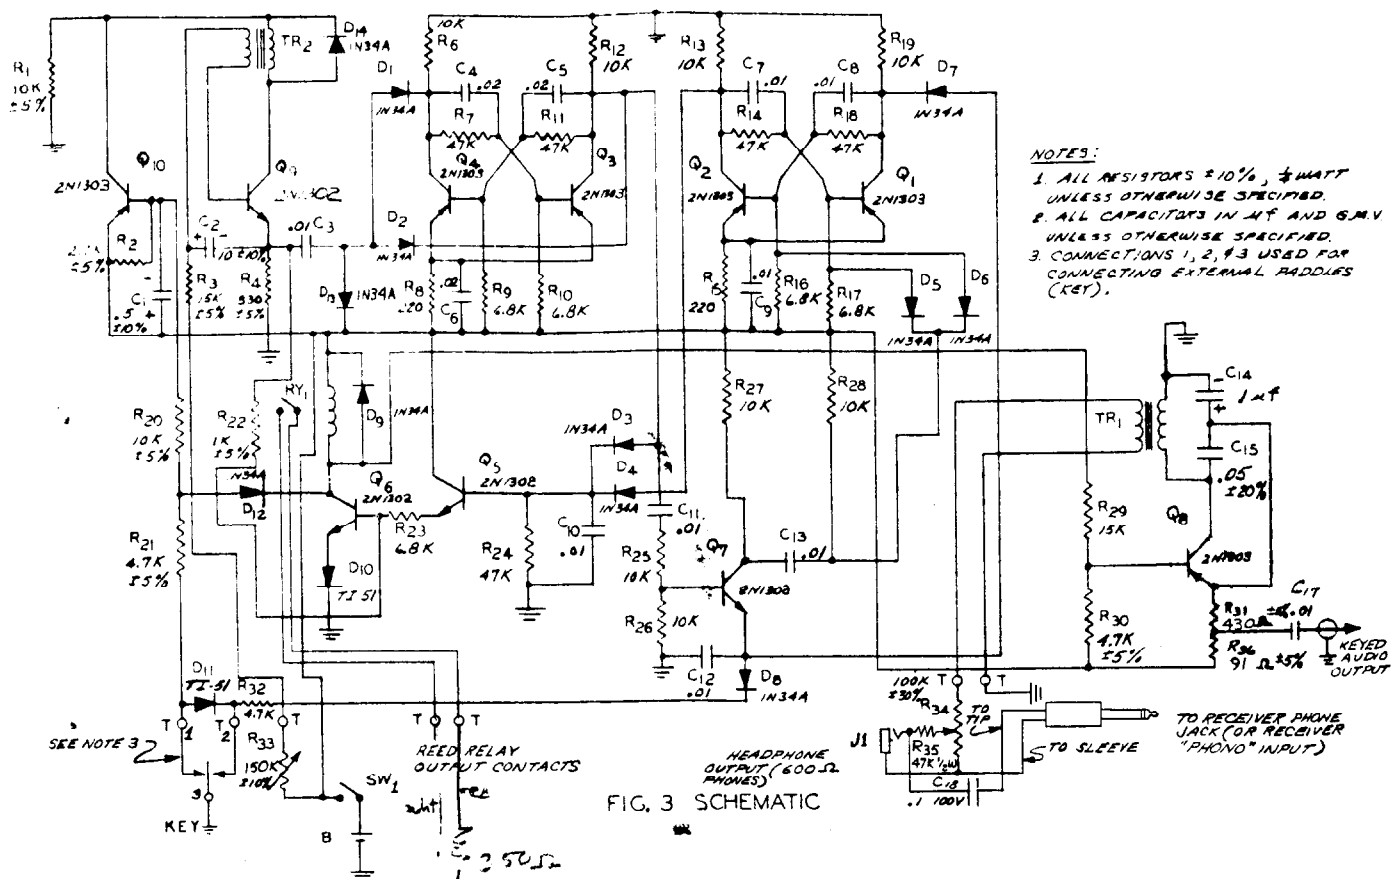 R1
10K
±5%
TR2
D14
1N34A
Q10
2N1303
R2
±5%
C1
.5
±10%
Q9
2N1302
C2
10 ±10%
R3
15K
±5%
R4
330
±5%
.01 C3
D13
1N34A
D1
1N34A
D2
1N34A
10K
R6
C4
.02
R7
47K
Q4
2N1303
C5
.02
R11
47K
R12
10K
Q3
2N1303
R8
220
.02
C6
R9
6.8K
R10
6.8K
R13
10K
C7
.01
R14
47K
Q2
2N1303
C8
.01
R18
47K
R19
10K
D7
1N34A
Q1
2N1303
R15
220
.01
C9
R16
6.8K
R17
6.8K
D5
1N34A
D6
1N34A
NOTES:
1. ALL RESISTORS ±10%, ½ WATT
UNLESS OTHERWISE SPECIFIED.
2. ALL CAPACITORS IN µf AND G.M.V.
UNLESS OTHERWISE SPECIFIED.
3. CONNECTIONS 1, 2, & 3 USED FOR
CONNECTING EXTERNAL PADDLES
(KEY).
R20
10K
±5%
R22
1K
±5%
RY1
D9
1N34A
1N34A
D12
Q6
2N1302
R23
6.8K
Q5
2N1302
D3
1N34A
D4
1N34A
R21
4.7K
±5%
D10
TI 51
R24
47K
C10
.01
C11
.01
R25
10K
R26
10K
Q7
2N1302
C13
.01
R27
10K
R28
10K
C12
.01
D8
1N34A
TR1
C14
1 µf
C15
.05
±20%
R29
15K
Q8
2N1303
R30
4.7K
±5%
R31
430Ω ±5%
C17
.01
R36
91 Ω ±5%
KEYED
AUDIO
OUTPUT
D11
TI-51
R32
4.7K
T 1
T 2
T
SEE NOTE 3
R33
150K
±10%
3
KEY
SW1
B
T T
REED RELAY
OUTPUT CONTACTS
250Ω
HEADPHONE
OUTPUT (600Ω
PHONES)
100K
±30%
T T
R34
J1
R35
47K ½W
C18
.1 100V
TO
TIP
TO SLEEVE
TO RECEIVER PHONE
JACK (OR RECEIVER
"PHONO" INPUT)
FIG. 3 SCHEMATIC